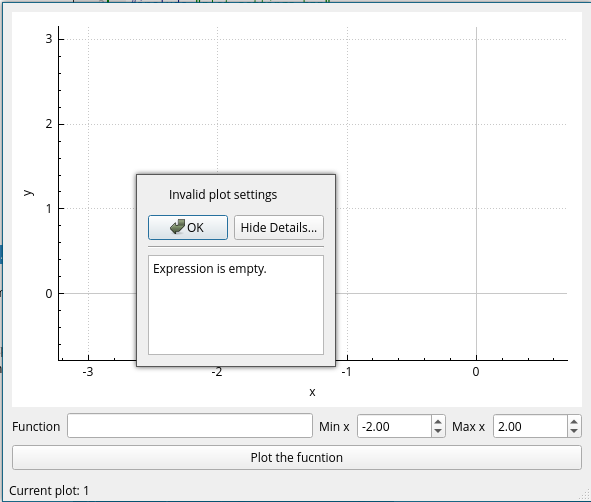 3
2
y
1
0
Invalid plot settings
OK Hide Details...
Expression is empty.
-3 -2 -1 0
x
Function Min x -2.00 Max x 2.00
Plot the fucntion
Current plot: 1